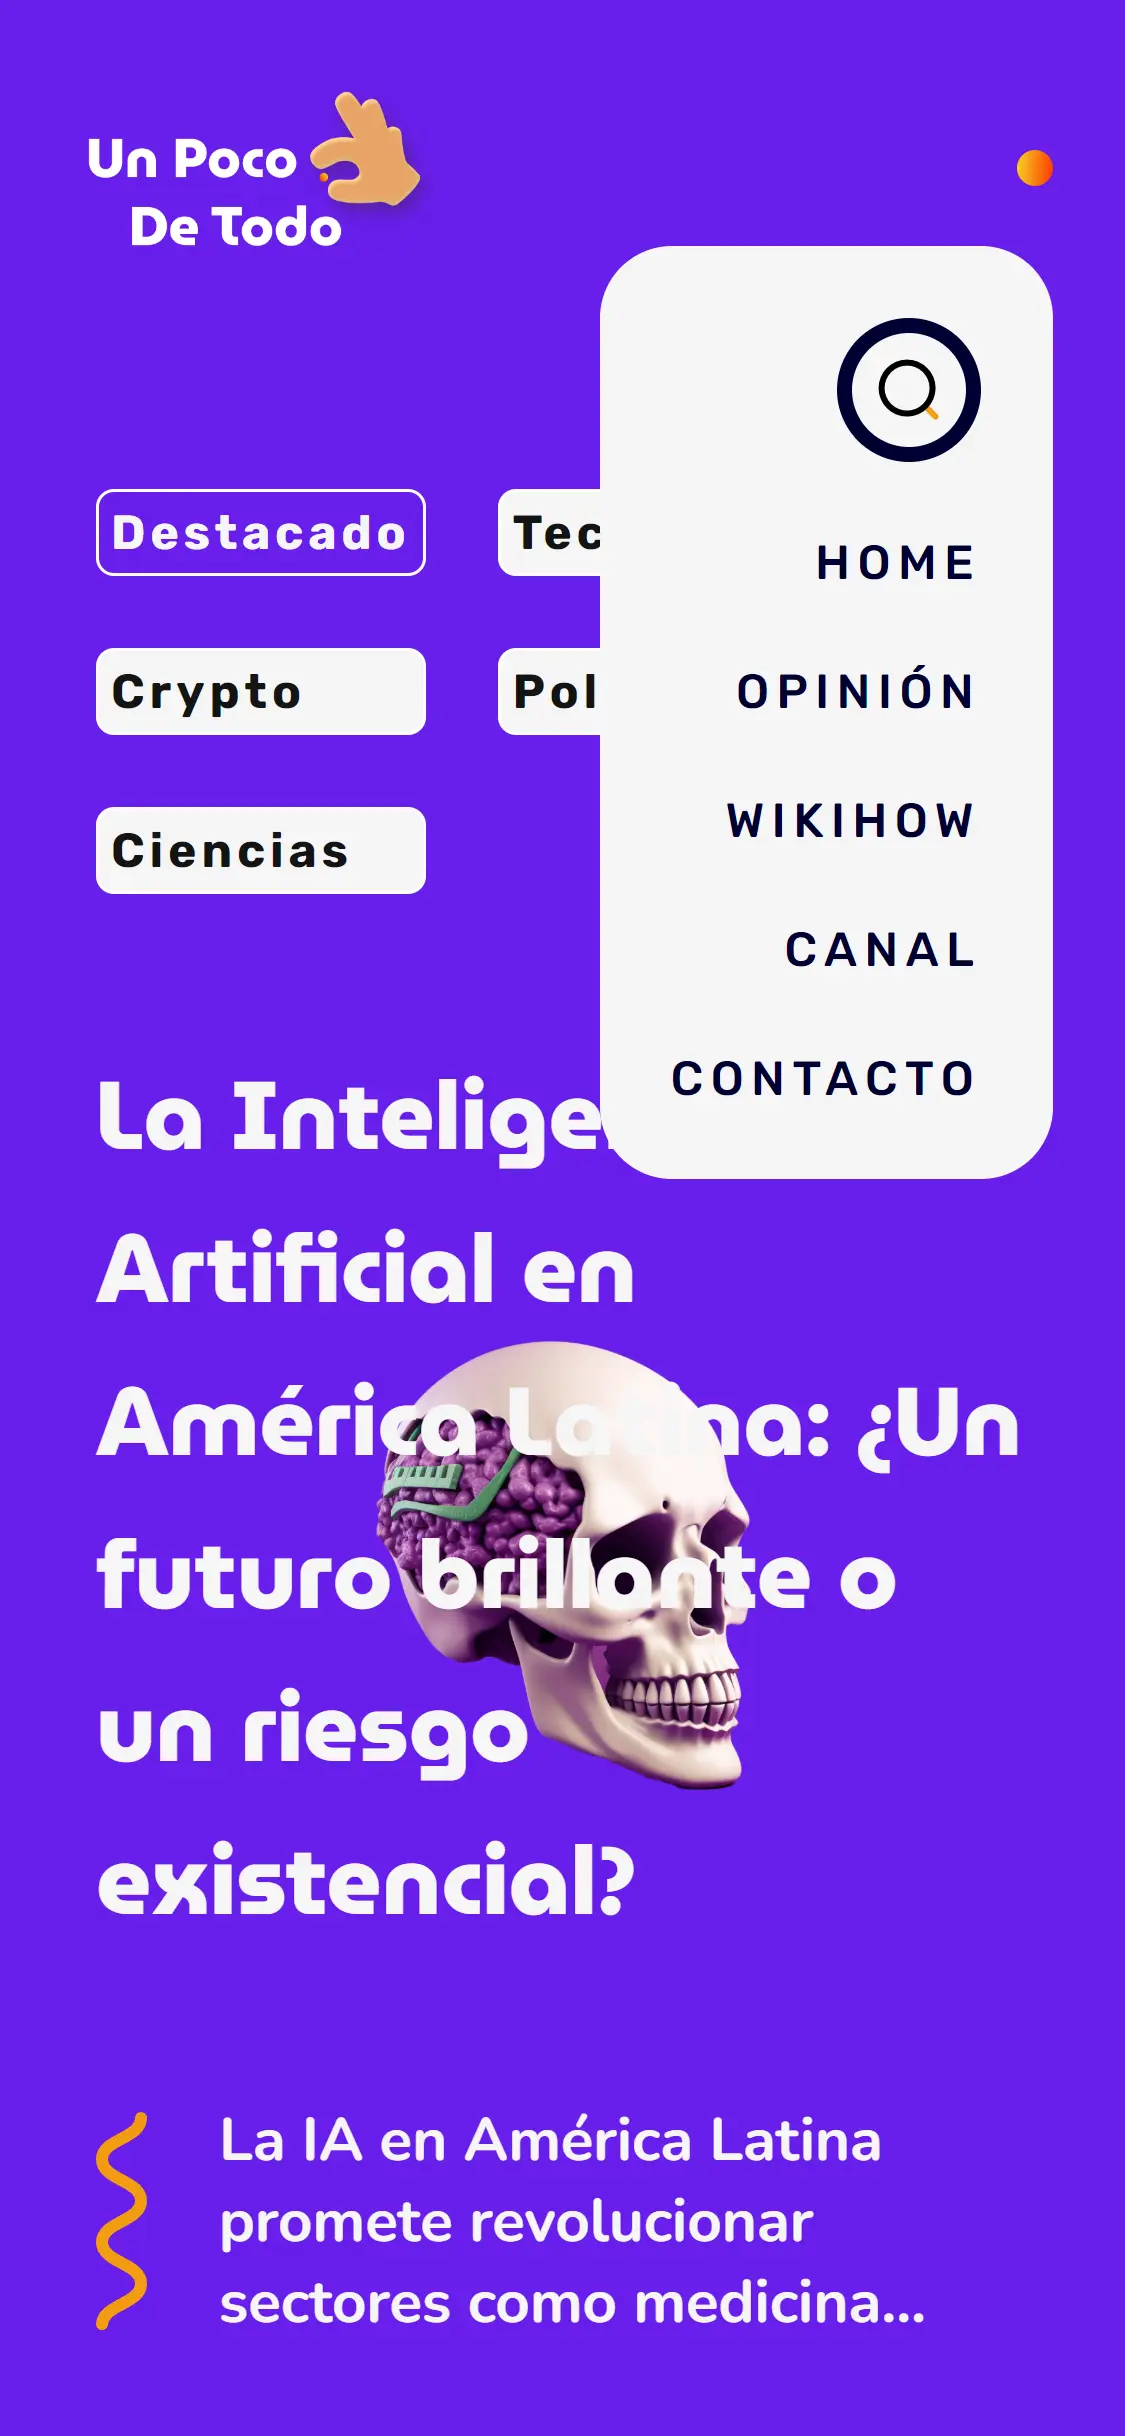 Un Poco
De Todo
Destacado
Tec
HOME
Crypto
Pol
OPINIÓN
WIKIHOW
Ciencias
CANAL
CONTACTO
La Intelige
Artificial en
América Latina: ¿Un
futuro brillante o
un riesgo
existencial?
La IA en América Latina
promete revolucionar
sectores como medicina...